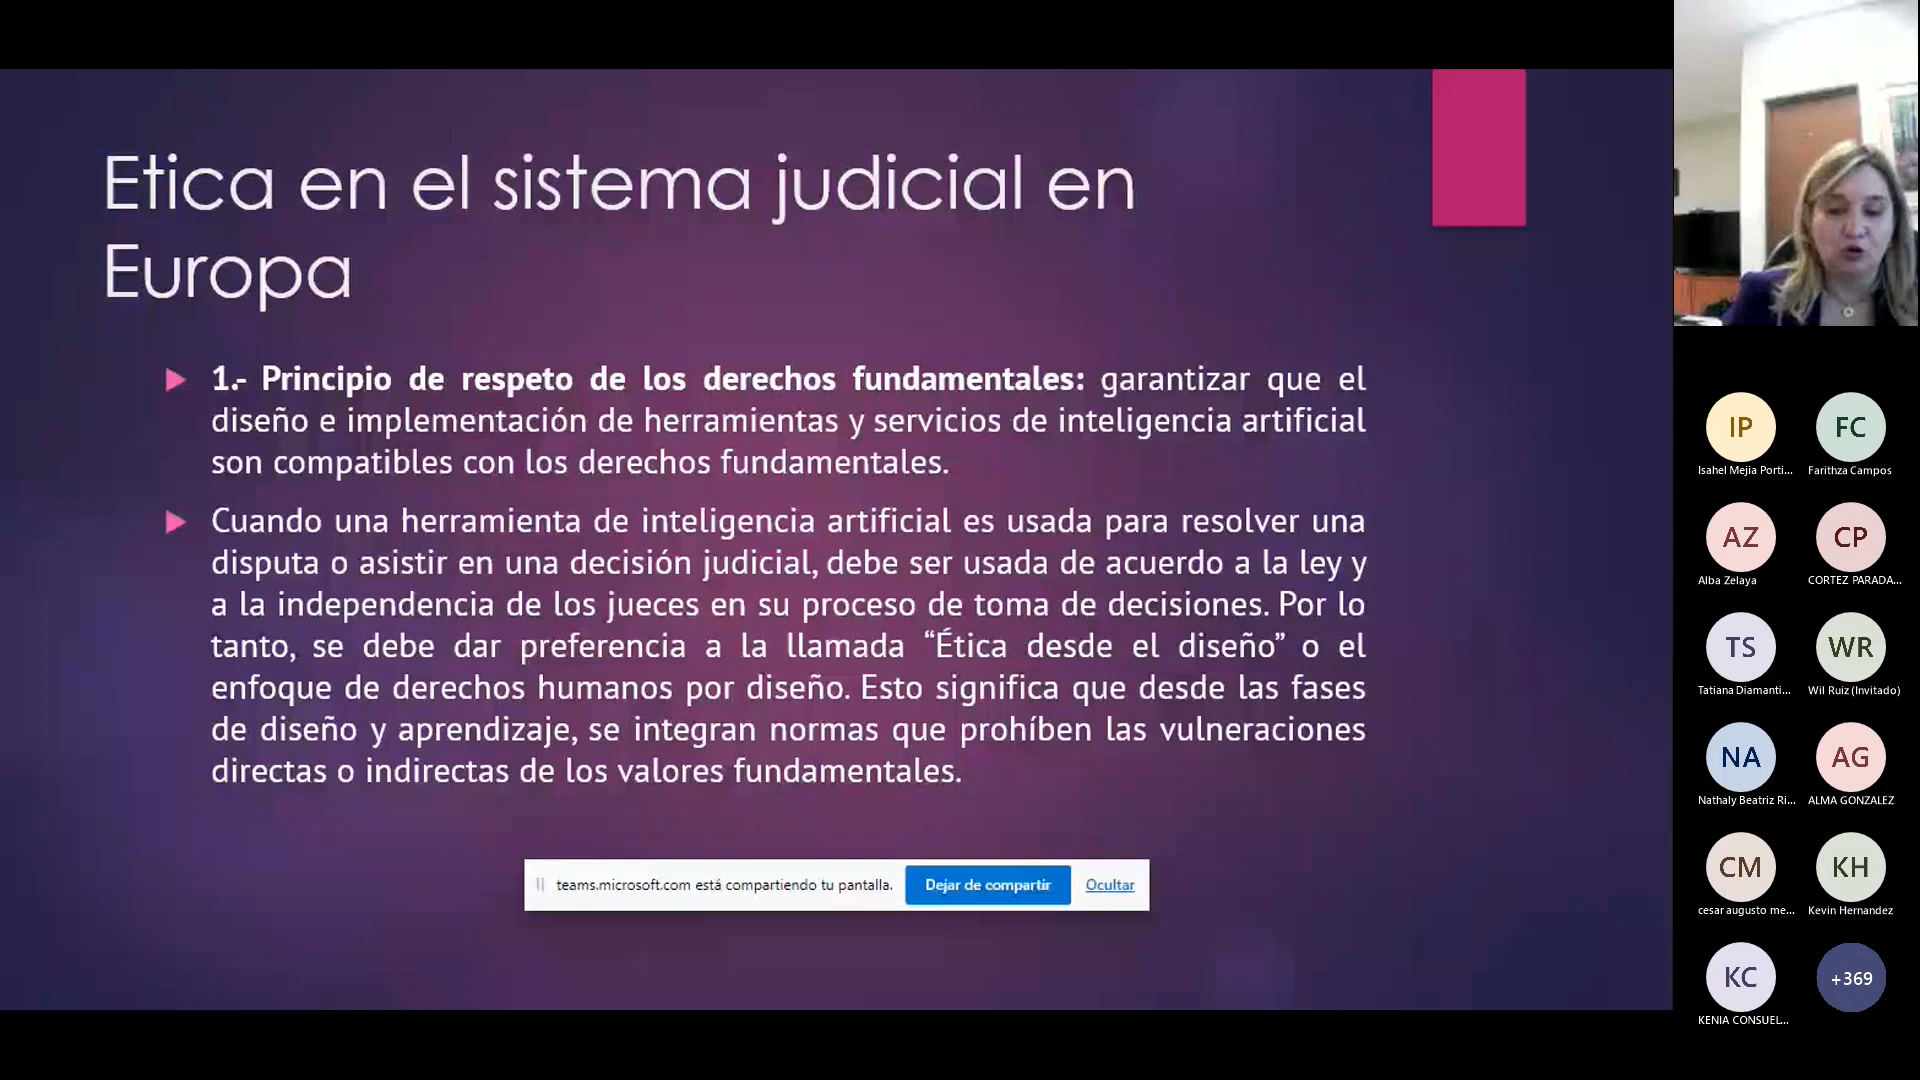 Etica en el sistema judicial en
Europa
1.- Principio de respeto de los derechos fundamentales: garantizar que el
diseño e implementación de herramientas y servicios de inteligencia artificial
son compatibles con los derechos fundamentales.
Cuando una herramienta de inteligencia artificial es usada para resolver una
disputa o asistir en una decisión judicial, debe ser usada de acuerdo a la ley y
a la independencia de los jueces en su proceso de toma de decisiones. Por lo
tanto, se debe dar preferencia a la llamada “Ética desde el diseño” o el
enfoque de derechos humanos por diseño. Esto significa que desde las fases
de diseño y aprendizaje, se integran normas que prohíben las vulneraciones
directas o indirectas de los valores fundamentales.
teams.microsoft.com está compartiendo tu pantalla.
Dejar de compartir
Ocultar
IP
FC
Isahel Mejia Porti...
Farithza Campos
AZ
CP
Alba Zelaya
CORTEZ PARADA...
TS
WR
Tatiana Diamanti...
Wil Ruiz (Invitado)
NA
AG
Nathaly Beatriz Ri...
ALMA GONZALEZ
CM
KH
cesar augusto me...
Kevin Hernandez
KC
+369
KENIA CONSUEL...